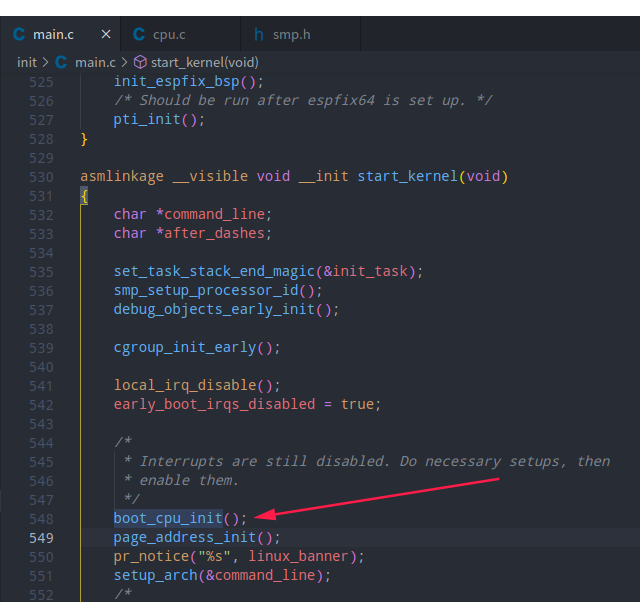 C main.c × C cpu.c h smp.h
init > C main.c > start_kernel(void)
525 init_espfix_bsp();
526 /* Should be run after espfix64 is set up. */
527 pti_init();
528 }
529
530 asmlinkage __visible void __init start_kernel(void)
531 {
532 char *command_line;
533 char *after_dashes;
534
535 set_task_stack_end_magic(&init_task);
536 smp_setup_processor_id();
537 debug_objects_early_init();
538
539 cgroup_init_early();
540
541 local_irq_disable();
542 early_boot_irqs_disabled = true;
543
544 /*
545 * Interrupts are still disabled. Do necessary setups, then
546 * enable them.
547 */
548 boot_cpu_init();
549 page_address_init();
550 pr_notice("%s", linux_banner);
551 setup_arch(&command_line);
552 /*